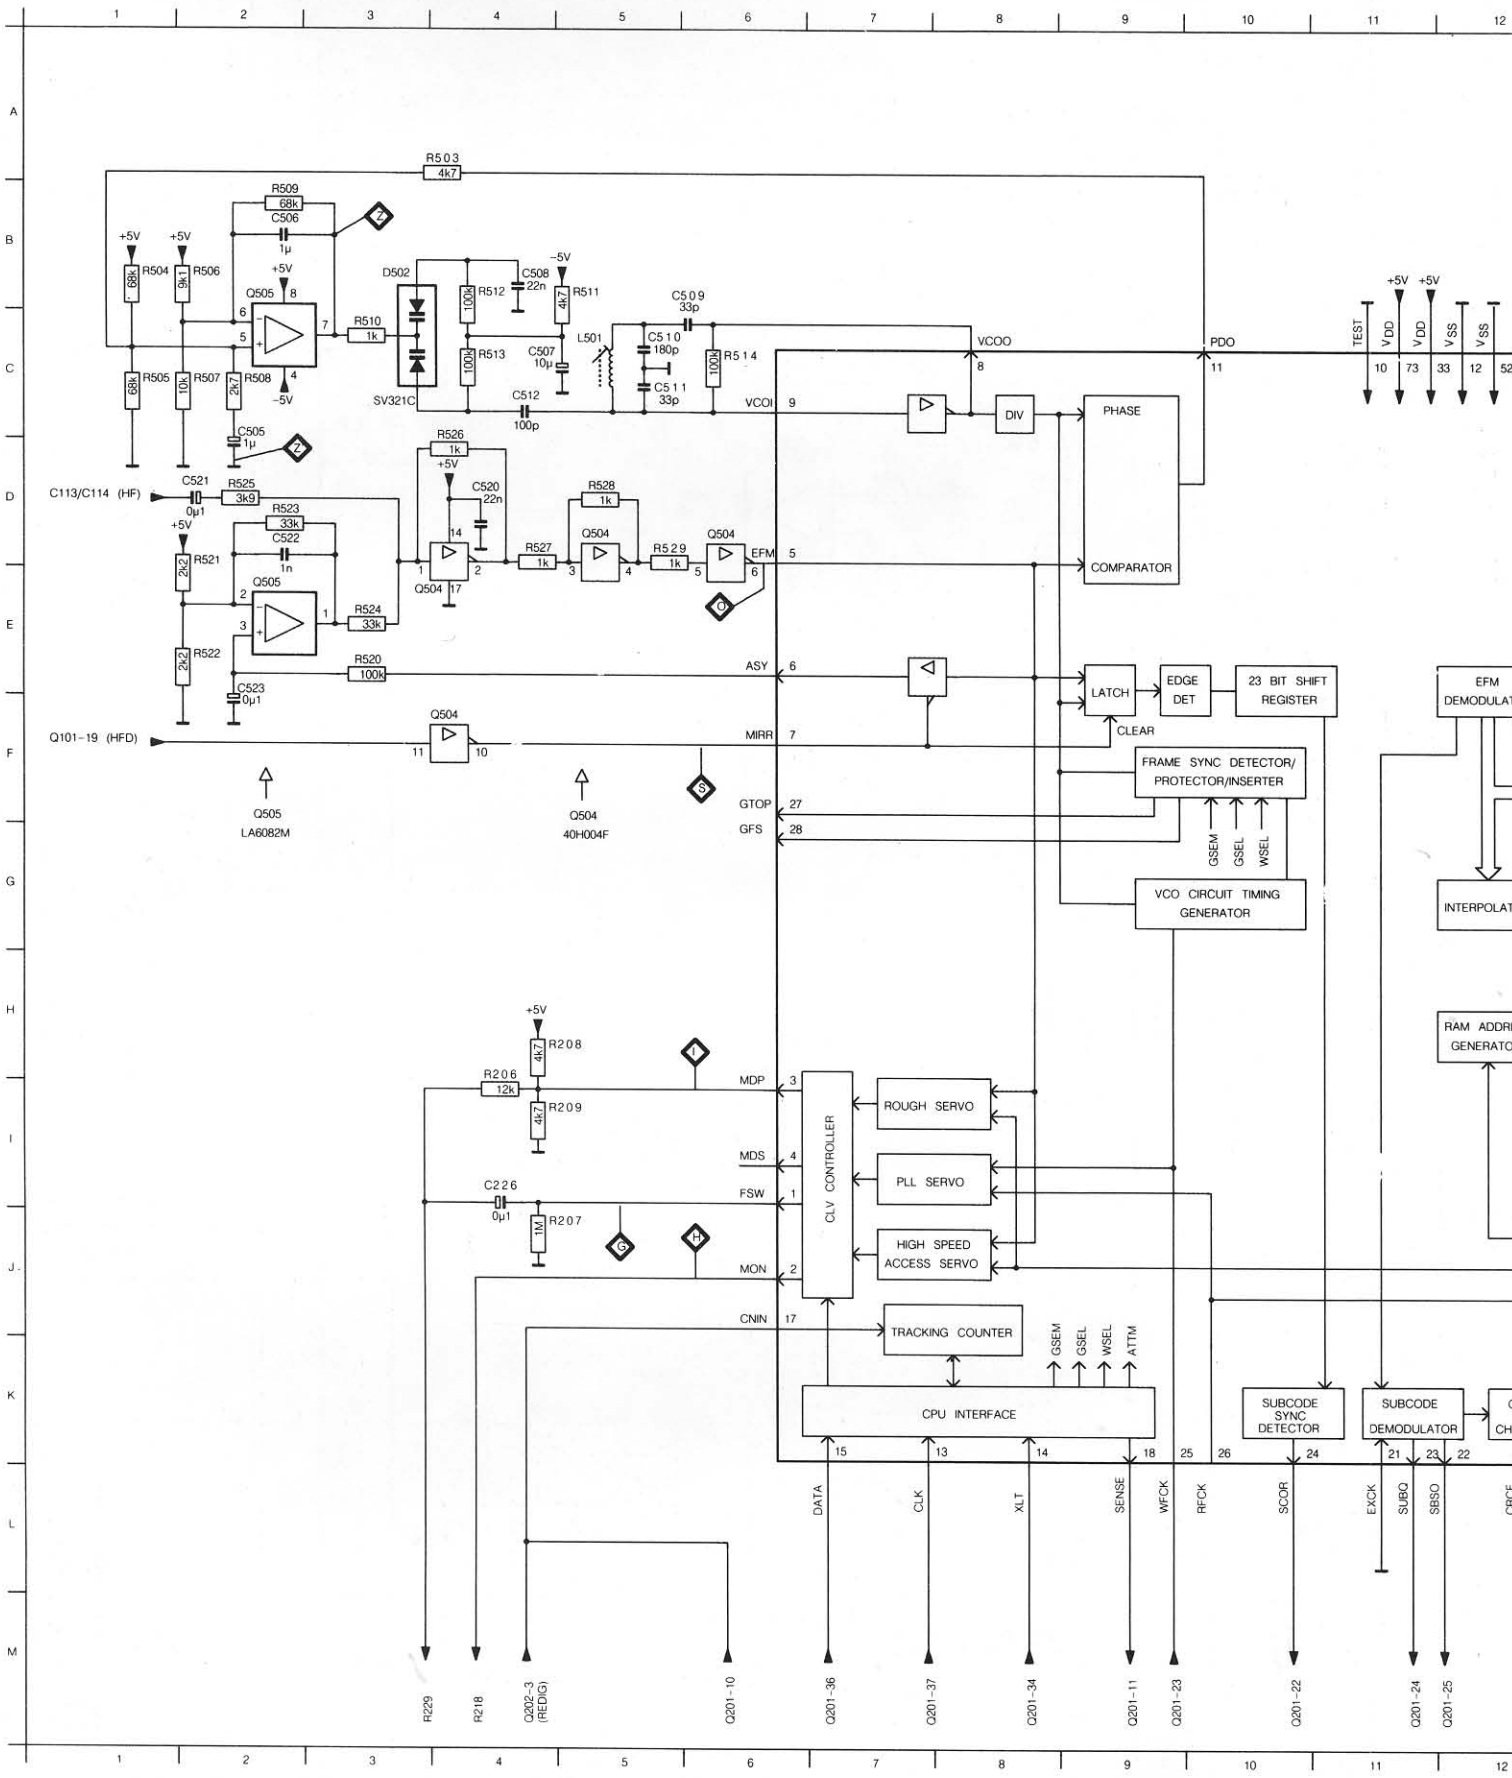 1 2 3 4 5 6 7 8 9 10 11 12
A
R503
4k7
R509
68k
C506
1µ
Z
B
+5V +5V
R504
68k
R506
9k1
+5V
Q505
8
6
−
5
+
7
4
−5V
D502
SV321C
R510
1k
R512
100k
C508
22n
−5V
R511
4k7
C509
33p
L501
C510
180p
R514
100k
R513
100k
C507
10µ
C511
33p
C512
100p
VCOO
8
PDO
11
TEST
10
+5V +5V
VDD
73
VDD
33
VSS
12
VSS
52
C
R505
68k
R507
10k
R508
2k7
C505
1µ
Z
VCOI 9
DIV
PHASE
COMPARATOR
D
C113/C114 (HF)
C521
0µ1
R525
3k9
R526
1k
+5V
C520
22n
14
R528
1k
R523
33k
C522
1n
+5V
R521
2k2
1
2
Q504 17
R527
1k
Q504
3 4
R529
1k
Q504
5 6
EFM 5
O
E
Q505
2
−
3
+
1
R524
33k
R522
2k2
R520
100k
C523
0µ1
ASY 6
LATCH
EDGE
DET
23 BIT SHIFT
REGISTER
EFM
CLEAR
F
Q101-19 (HFD)
Q504
11 10
MIRR 7
S
FRAME SYNC DETECTOR/
PROTECTOR/INSERTER
Q505
LA6082M
Q504
40H004F
GTOP 27
GFS 28
GSEM
GSEL
WSEL
G
VCO CIRCUIT TIMING
GENERATOR
H
+5V
R208
4k7
R206
12k
R209
4k7
I
MDP 3
RAM
I
MDS 4
FSW 1
CLV CONTROLLER
ROUGH SERVO
PLL SERVO
HIGH SPEED
ACCESS SERVO
C226
0µ1
R207
1M
G
H
J
MON 2
CNIN 17
TRACKING COUNTER
GSEM
GSEL
WSEL
ATTM
K
CPU INTERFACE
SUBCODE
SYNC
DETECTOR
SUBCODE
DEMODULATOR
15 13 14 18 25 26 24 21 23 22
L
DATA
CLK
XLT
SENSE
WFCK
RFCK
SCOR
EXCK
SUBQ
SBSO
M
R229
R218
Q202-3
(REDIG)
Q201-10
Q201-36
Q201-37
Q201-34
Q201-11
Q201-23
Q201-22
Q201-24
Q201-25
1 2 3 4 5 6 7 8 9 10 11 12